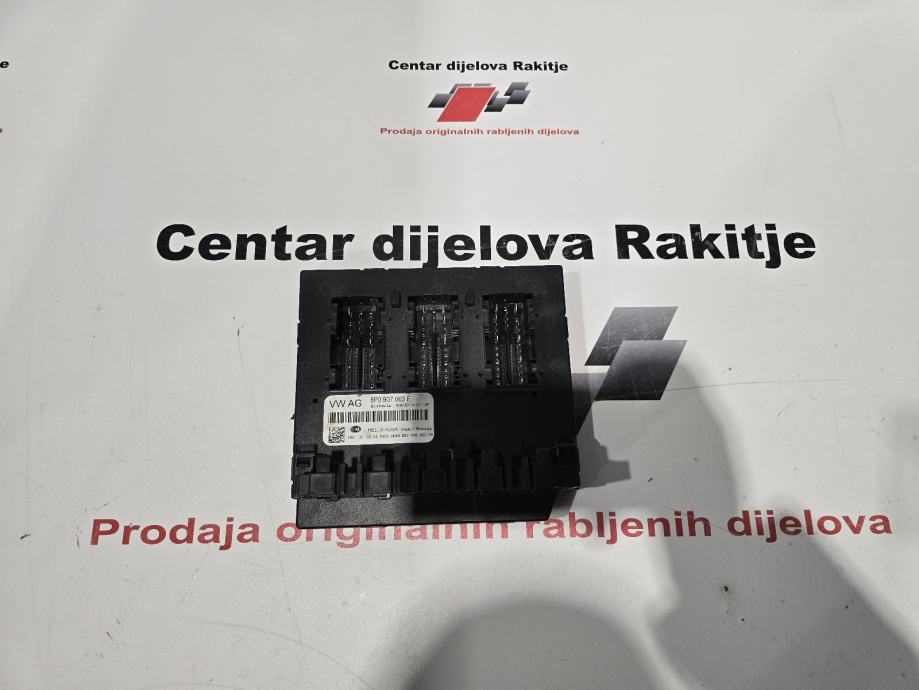 Centar dijelova Rakitje
Prodaja originalnih rabljenih dijelova
Centar dijelova Rakitje
VW AG 8P0 907 063 F
HELLA KGaA
Prodaja originalnih rabljenih dijelova